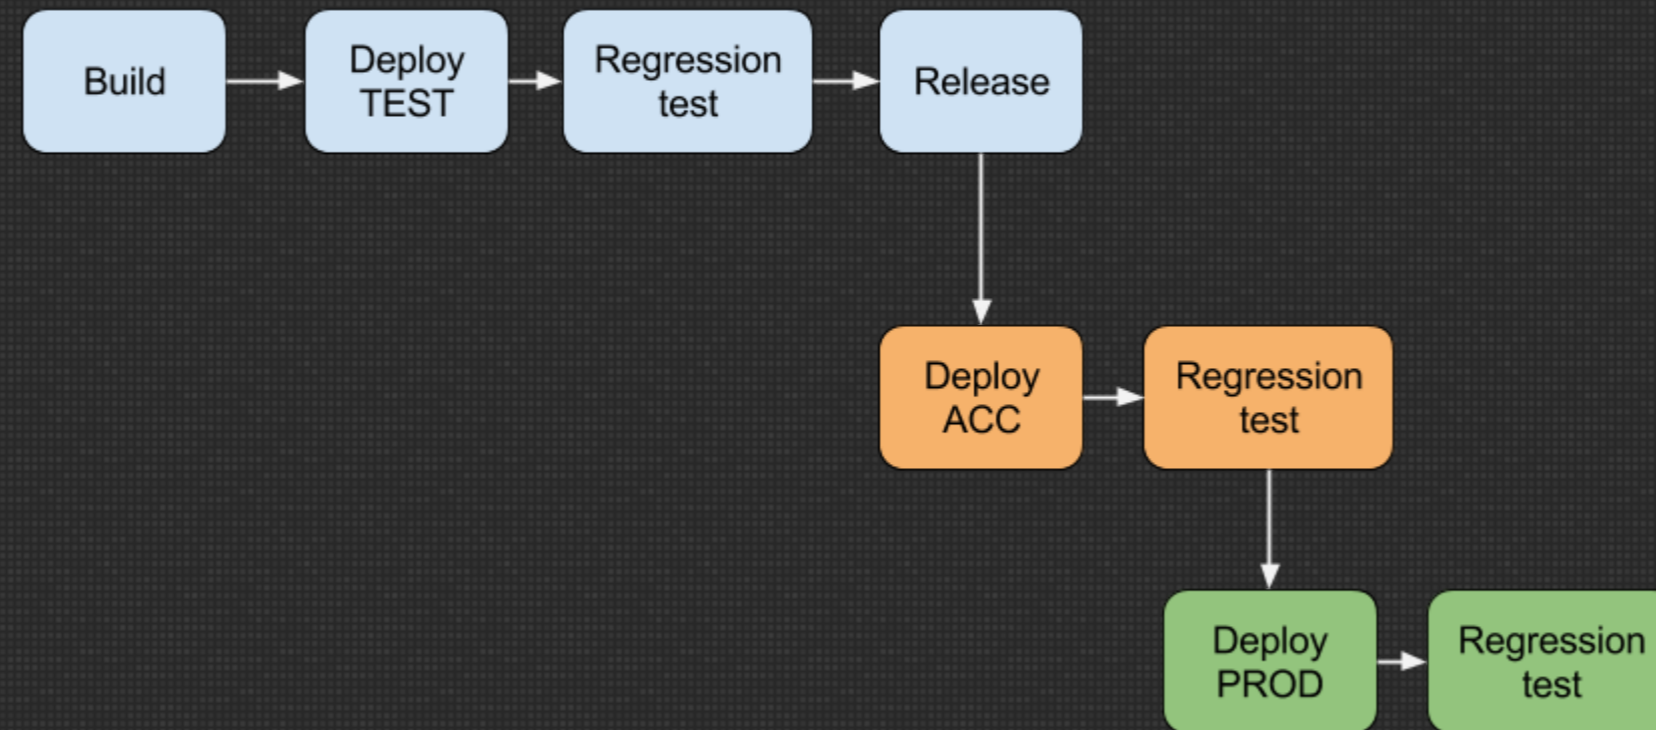 Build
Deploy
TEST
Regression
test
Release
Deploy
ACC
Regression
test
Deploy
PROD
Regression
test